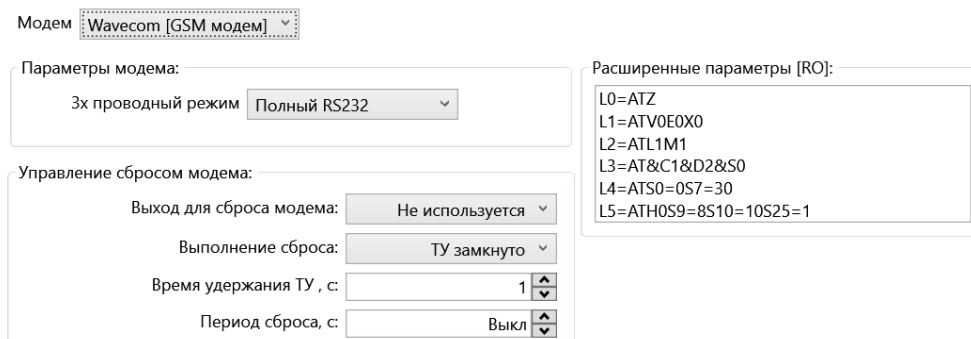 Модем Wavecom [GSM модем]
Параметры модема:
3х проводный режим Полный RS232
Расширенные параметры [RO]:
L0=ATZ
L1=ATV0E0X0
L2=ATL1M1
L3=AT&C1&D2&S0
L4=ATS0=0S7=30
L5=ATH0S9=8S10=10S25=1
Управление сбросом модема:
Выход для сброса модема: Не используется
Выполнение сброса: ТУ замкнуто
Время удержания ТУ , с: 1
Период сброса, с: Выкл